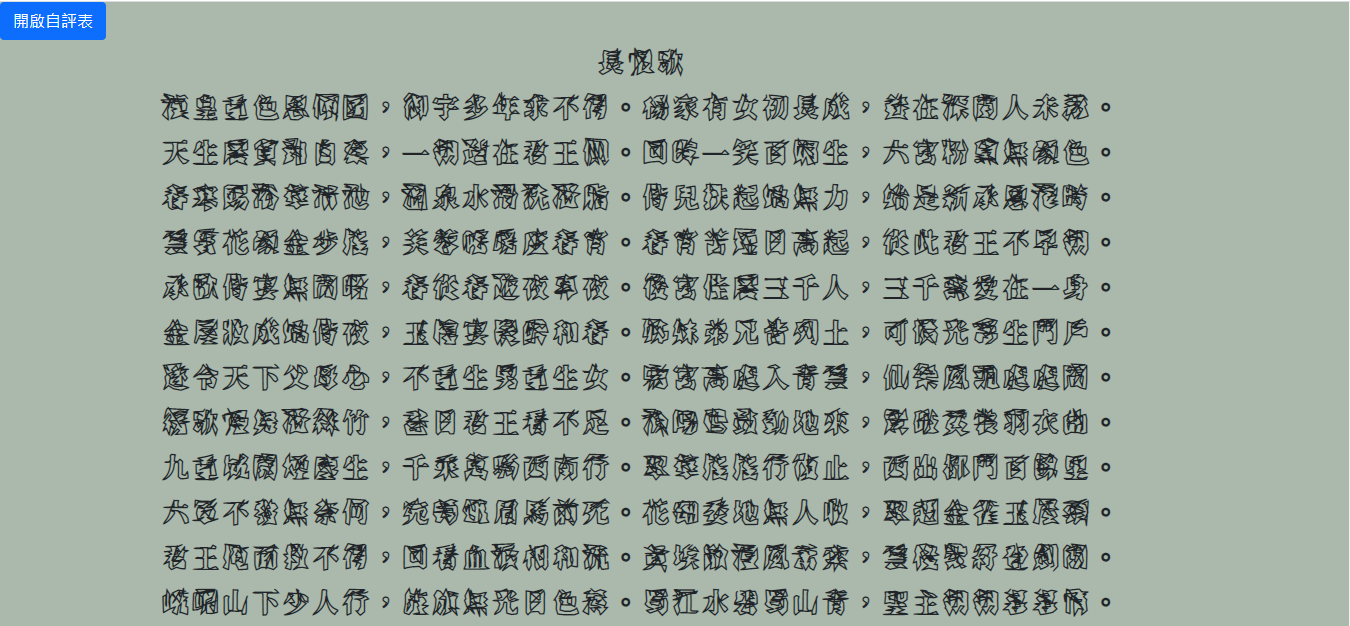 開啟自評表
長恨歌
漢皇重色思傾國，御宇多年求不得。楊家有女初長成，養在深閨人未識。
天生麗質難自棄，一朝選在君王側。回眸一笑百媚生，六宮粉黛無顏色。
春寒賜浴華清池，溫泉水滑洗凝脂。侍兒扶起嬌無力，始是新承恩澤時。
雲鬢花顏金步搖，芙蓉帳暖度春宵。春宵苦短日高起，從此君王不早朝。
承歡侍宴無閒暇，春從春遊夜專夜。後宮佳麗三千人，三千寵愛在一身。
金屋妝成嬌侍夜，玉樓宴罷醉和春。姊妹弟兄皆列土，可憐光彩生門戶。
遂令天下父母心，不重生男重生女。驪宮高處入青雲，仙樂風飄處處聞。
緩歌慢舞凝絲竹，盡日君王看不足。漁陽鼙鼓動地來，驚破霓裳羽衣曲。
九重城闕煙塵生，千乘萬騎西南行。翠華搖搖行復止，西出都門百餘里。
六軍不發無奈何，宛轉蛾眉馬前死。花鈿委地無人收，翠翹金雀玉搔頭。
君王掩面救不得，回看血淚相和流。黃埃散漫風蕭索，雲棧縈紆登劍閣。
峨嵋山下少人行，旌旗無光日色薄。蜀江水碧蜀山青，聖主朝朝暮暮情。